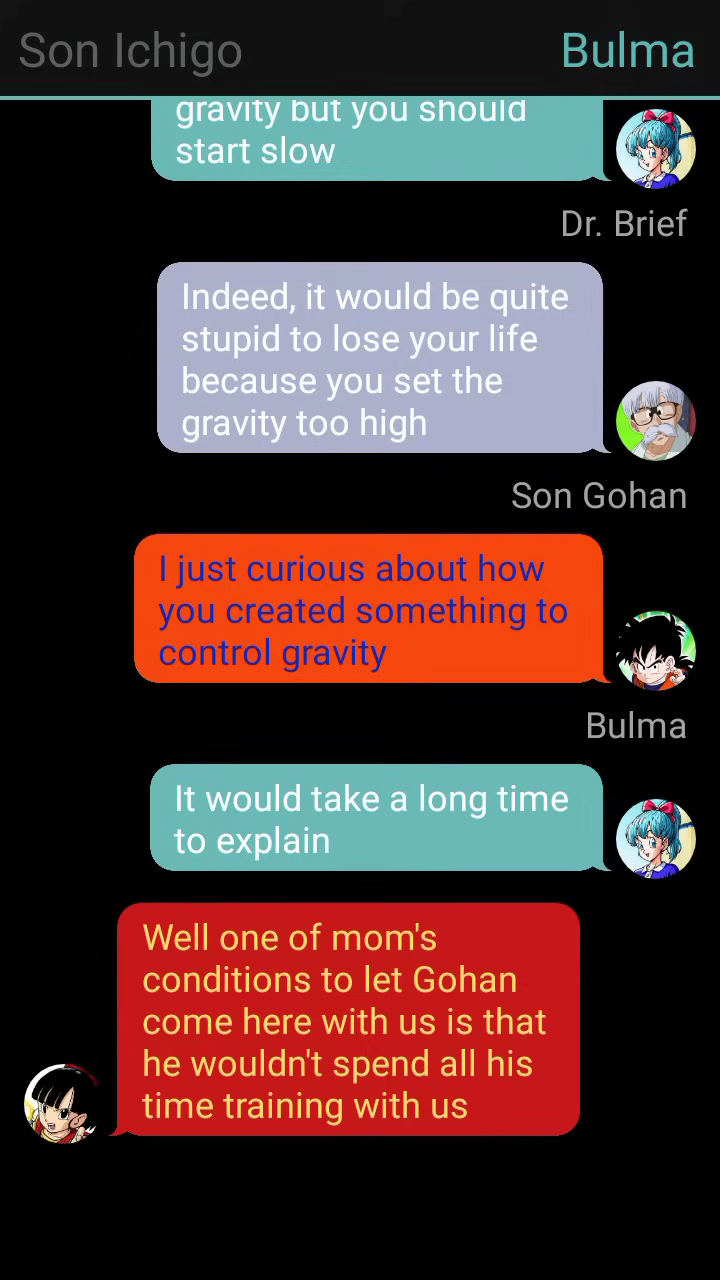 Son Ichigo
Bulma
gravity but you should
start slow
Dr. Brief
Indeed, it would be quite
stupid to lose your life
because you set the
gravity too high
Son Gohan
I just curious about how
you created something to
control gravity
Bulma
It would take a long time
to explain
Well one of mom's
conditions to let Gohan
come here with us is that
he wouldn't spend all his
time training with us